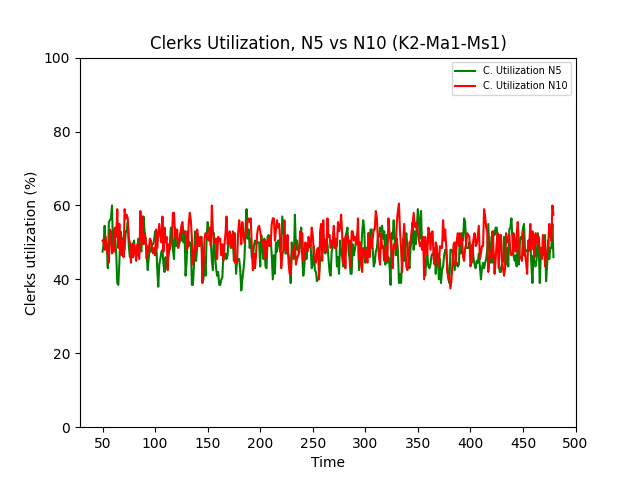 Clerks Utilization, N5 vs N10 (K2-Ma1-Ms1)
C. Utilization N5
C. Utilization N10
100
80
60
40
20
0
Clerks utilization (%)
50 100 150 200 250 300 350 400 450 500
Time